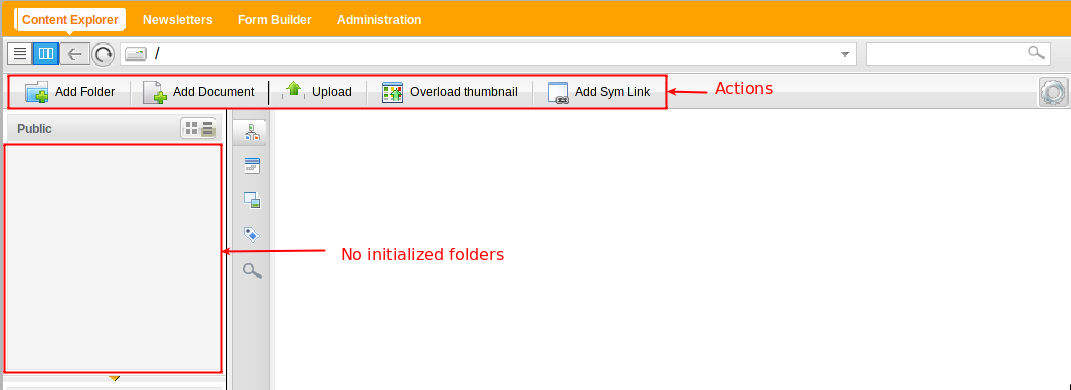 Content Explorer Newsletters Form Builder Administration
/
Add Folder Add Document Upload Overload thumbnail Add Sym Link Actions
Public
No initialized folders